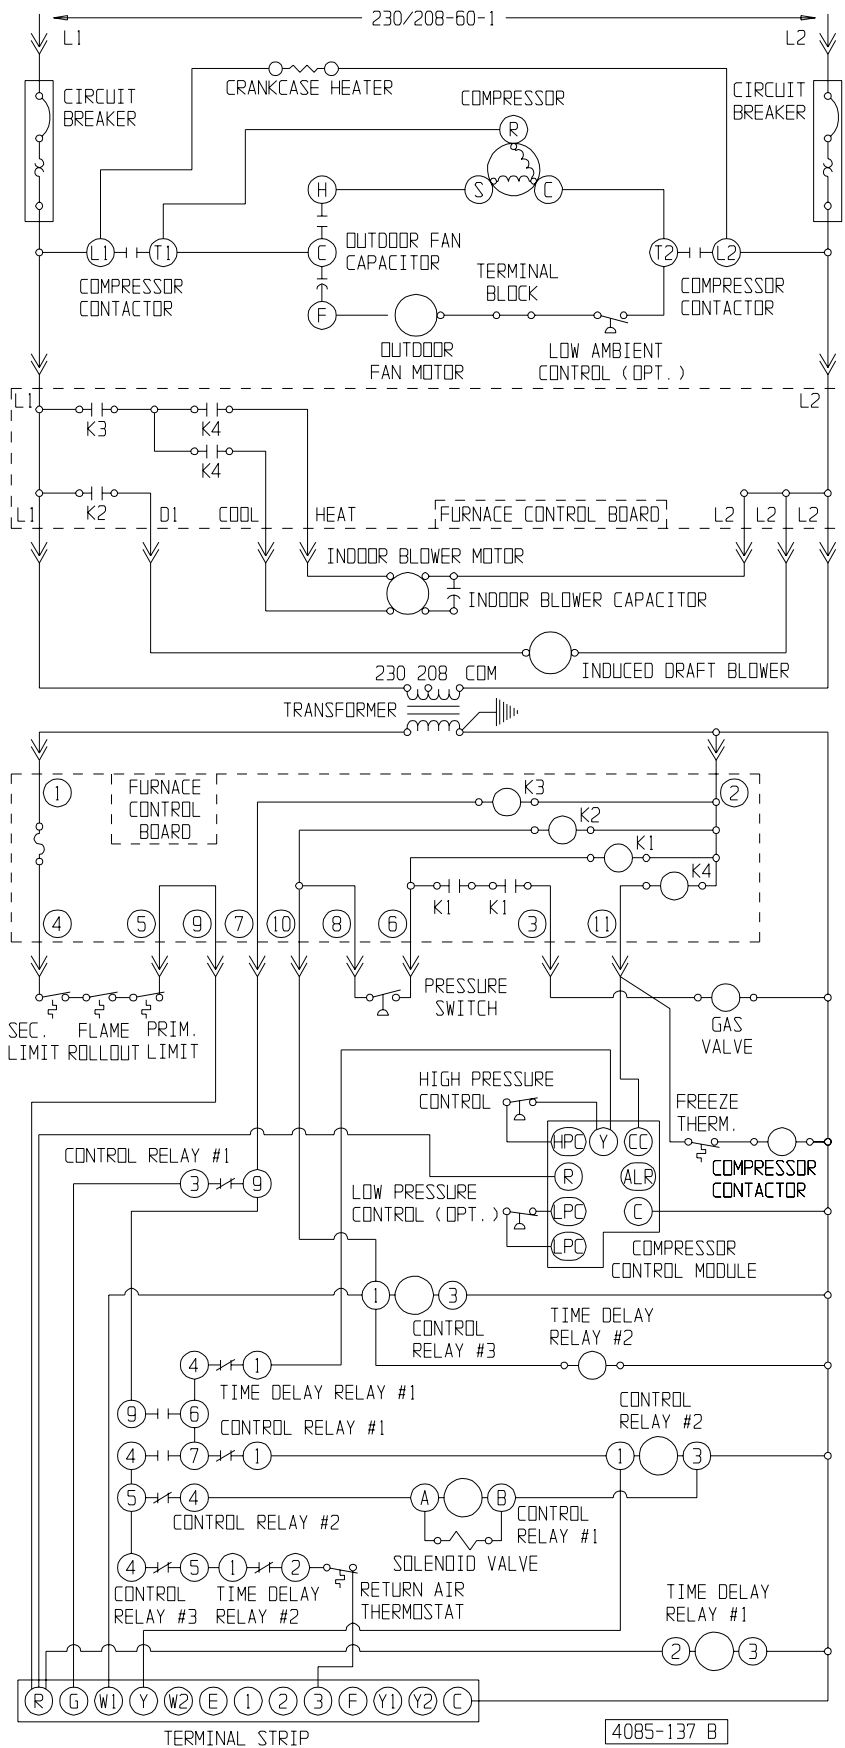 230/208-60-1
L1
L2
CRANKCASE HEATER
CIRCUIT
BREAKER
COMPRESSOR
CIRCUIT
BREAKER
R
H
S
C
L1
T1
C
OUTDOOR FAN
CAPACITOR
T2
L2
COMPRESSOR
CONTACTOR
TERMINAL
BLOCK
COMPRESSOR
CONTACTOR
F
OUTDOOR
FAN MOTOR
LOW AMBIENT
CONTROL (OPT.)
L1
L2
K3
K4
K4
K2
L1
D1
COOL
HEAT
FURNACE CONTROL BOARD
L2
L2
L2
INDOOR BLOWER MOTOR
INDOOR BLOWER CAPACITOR
INDUCED DRAFT BLOWER
230 208 COM
TRANSFORMER
1
FURNACE
CONTROL
BOARD
K3
2
K2
K1
K4
K1
K1
4
5
9
7
10
8
6
3
11
PRESSURE
SWITCH
SEC.
LIMIT
FLAME
ROLLOUT
PRIM.
LIMIT
GAS
VALVE
HIGH PRESSURE
CONTROL
FREEZE
THERM.
HPC
Y
CC
COMPRESSOR
CONTACTOR
CONTROL RELAY #1
3
9
R
ALR
LOW PRESSURE
CONTROL (OPT.)
LPC
C
LPC
COMPRESSOR
CONTROL MODULE
1
3
CONTROL
RELAY #3
TIME DELAY
RELAY #2
4
1
TIME DELAY RELAY #1
9
6
CONTROL RELAY #1
CONTROL
RELAY #2
4
7
1
1
3
5
4
A
B
CONTROL RELAY #2
CONTROL
RELAY #1
SOLENOID VALVE
4
5
1
2
CONTROL
RELAY #3
TIME DELAY
RELAY #2
RETURN AIR
THERMOSTAT
TIME DELAY
RELAY #1
2
3
R
G
W1
Y
W2
E
1
2
3
F
Y1
Y2
C
TERMINAL STRIP
4085-137 B